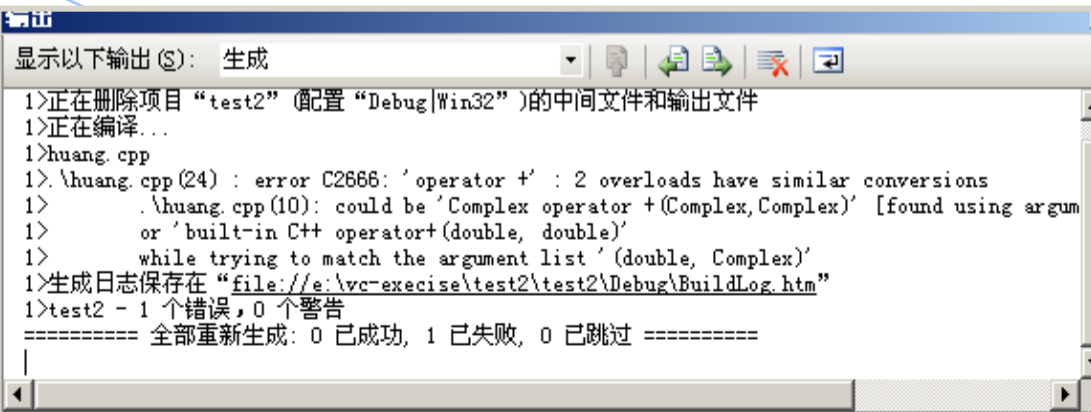 输出
显示以下输出(S): 生成
1>正在删除项目“test2”(配置“Debug|Win32”)的中间文件和输出文件
1>正在编译...
1>huang.cpp
1>.\huang.cpp(24) : error C2666: 'operator +' : 2 overloads have similar conversions
1> .\huang.cpp(10): could be 'Complex operator +(Complex,Complex)' [found using argum
1> or 'built-in C++ operator+(double, double)'
1> while trying to match the argument list '(double, Complex)'
1>生成日志保存在“file://e:\vc-execise\test2\test2\Debug\BuildLog.htm”
1>test2 - 1 个错误，0 个警告
========== 全部重新生成: 0 已成功, 1 已失败, 0 已跳过 ==========